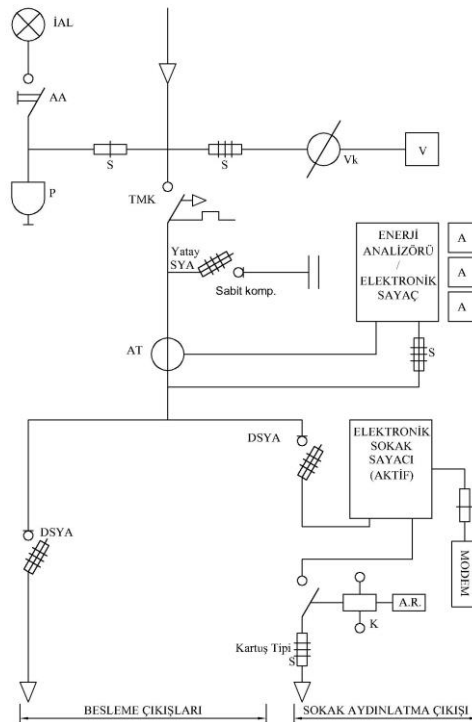 İAL
AA
S
S
Vk
V
P
TMK
Yatay
SYA
Sabit komp.
ENERJİ
ANALİZÖRÜ
/
ELEKTRONİK
SAYAÇ
A
A
A
AT
S
DSYA
ELEKTRONİK
SOKAK
SAYACI
(AKTİF)
DSYA
MODEM
A.R.
K
Kartuş Tipi
S
BESLEME ÇIKIŞLARI
SOKAK AYDINLATMA ÇIKIŞI